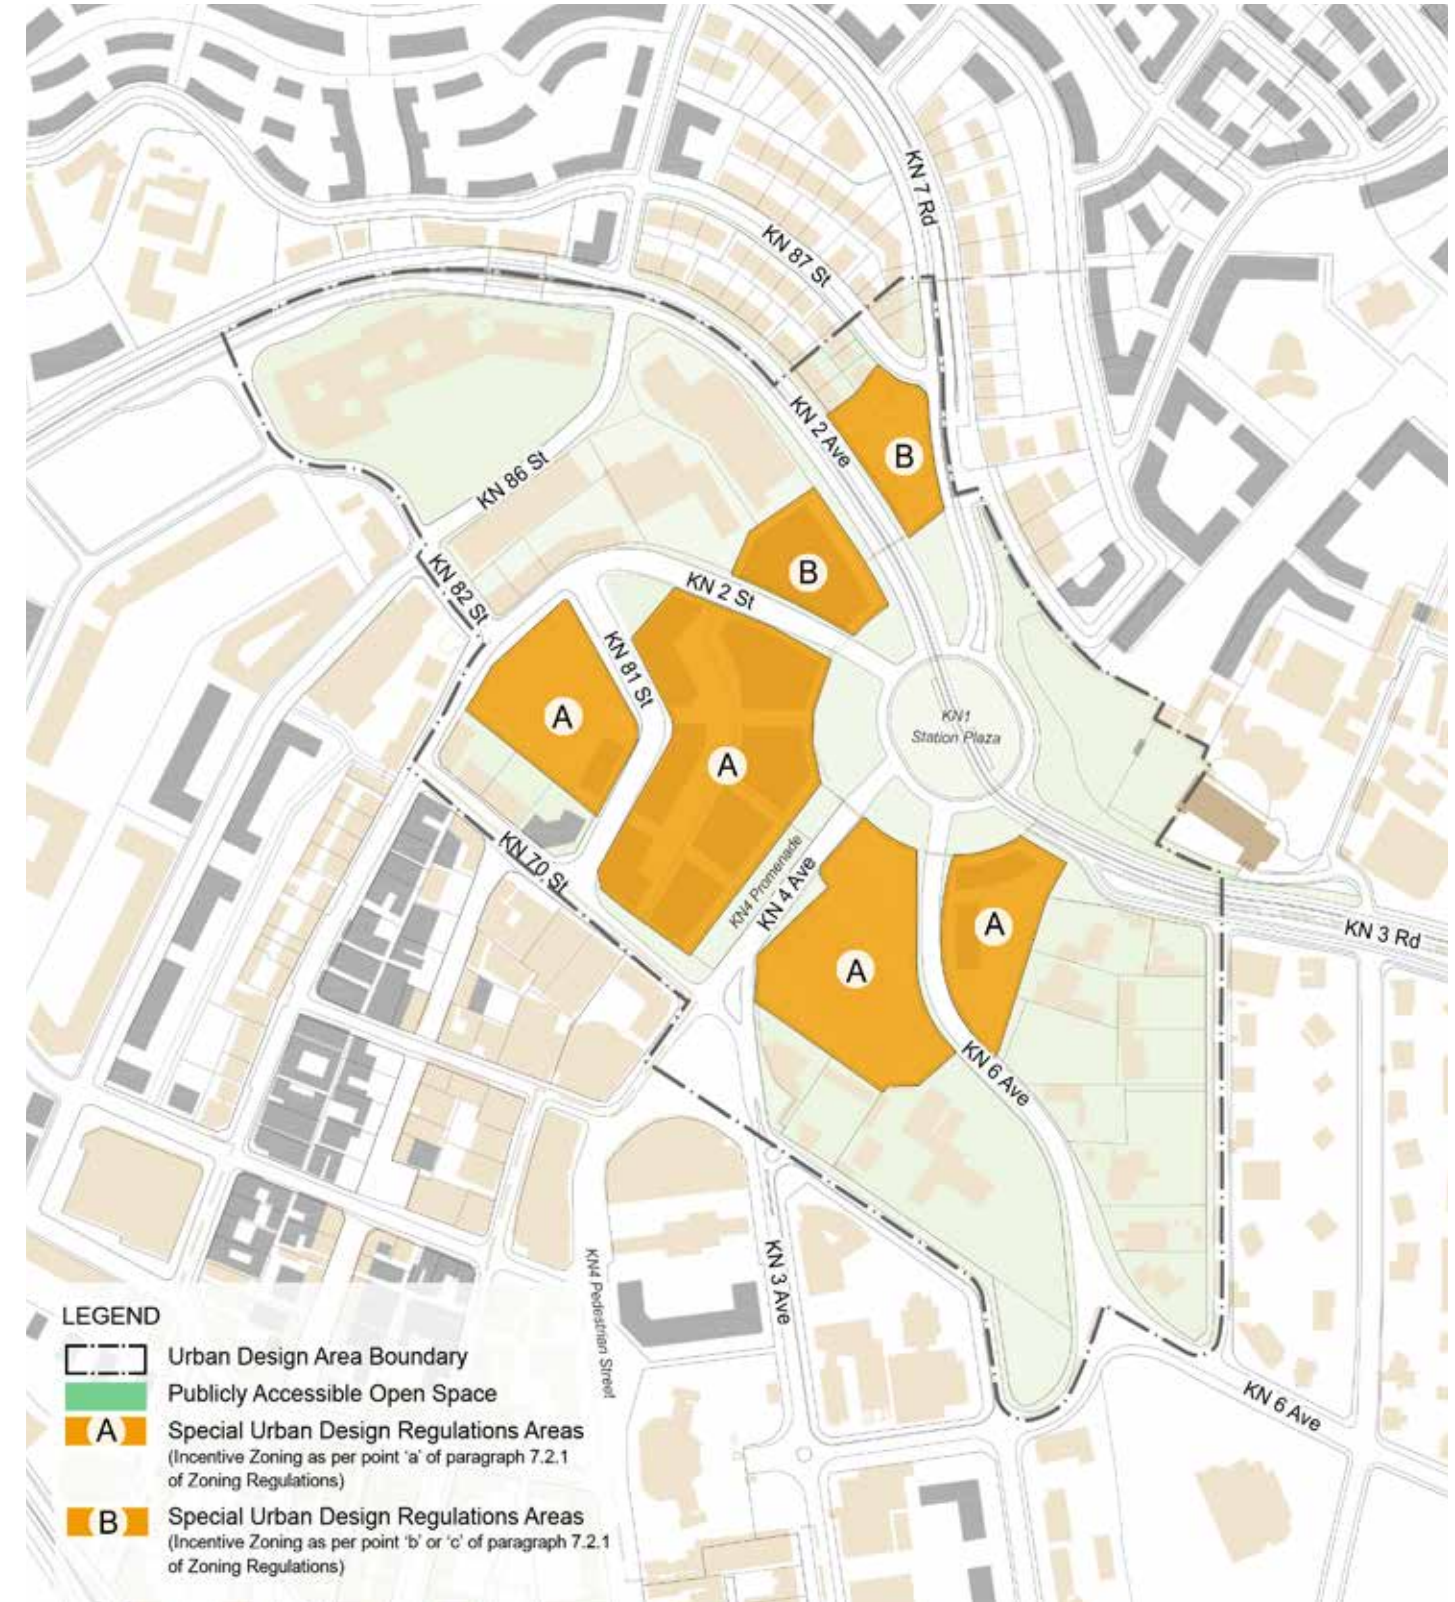 KN 7 Rd
KN 87 St
KN 2 Ave
B
KN 86 St
B
KN 82 St
KN 2 St
KN 81 St
A
KN1
Station Plaza
A
KN 70 St
KN4 Promenade
KN 4 Ave
A
A
KN 3 Rd
KN 6 Ave
KN4 Pedestrian Street
KN 3 Ave
KN 6 Ave
LEGEND
Urban Design Area Boundary
Publicly Accessible Open Space
A
Special Urban Design Regulations Areas
(Incentive Zoning as per point ‘a’ of paragraph 7.2.1
of Zoning Regulations)
B
Special Urban Design Regulations Areas
(Incentive Zoning as per point ‘b’ or ‘c’ of paragraph 7.2.1
of Zoning Regulations)